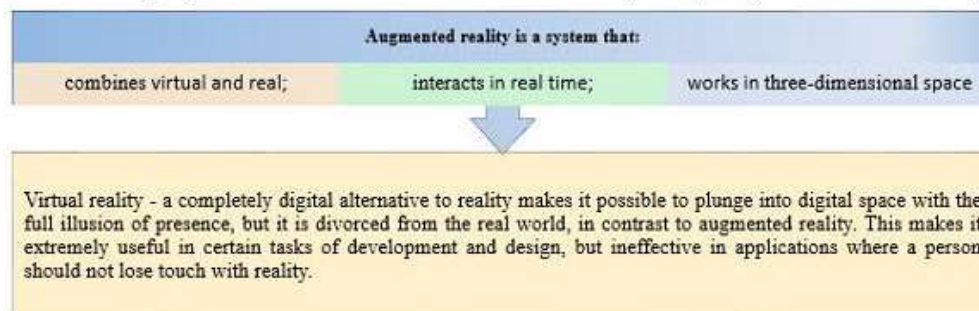 Augmented reality is a system that:
combines virtual and real;
interacts in real time;
works in three-dimensional space
Virtual reality - a completely digital alternative to reality makes it possible to plunge into digital space with the
full illusion of presence, but it is divorced from the real world, in contrast to augmented reality. This makes it
extremely useful in certain tasks of development and design, but ineffective in applications where a person
should not lose touch with reality.